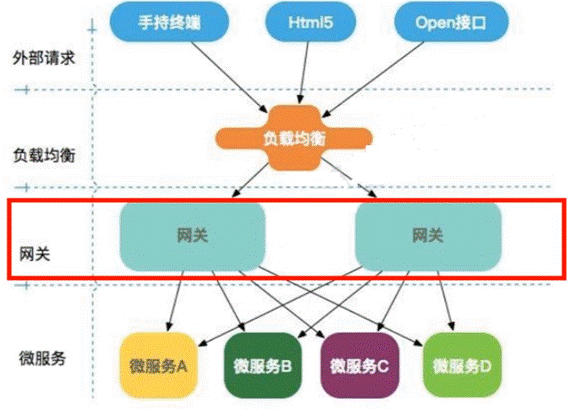 手持终端
Html5
Open接口
外部请求
负载均衡
负载均衡
网关
网关
网关
微服务
微服务A
微服务B
微服务C
微服务D